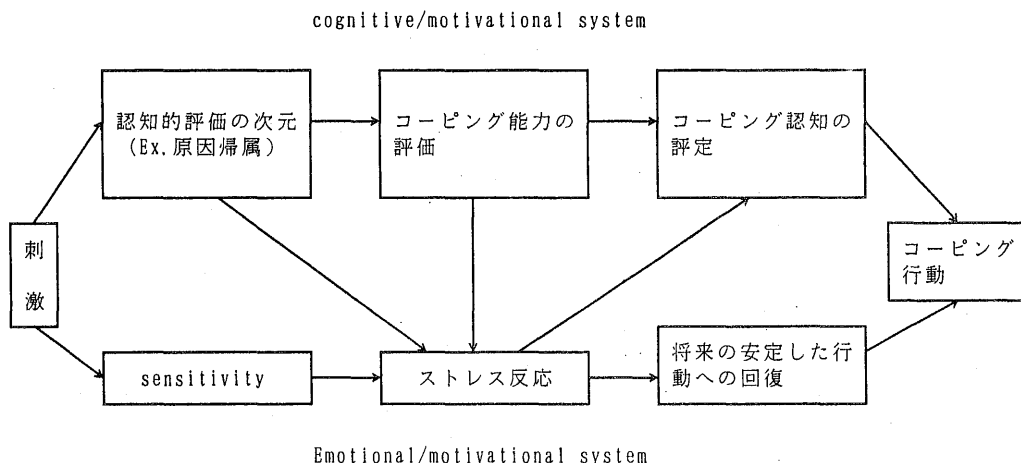 cognitive/motivational system
認知的評価の次元
(Ex.原因帰属)
コーピング能力の
評価
コーピング認知の
評定
刺
激
コーピング
行動
sensitivity
ストレス反応
将来の安定した行
動への回復
Emotional/motivational system